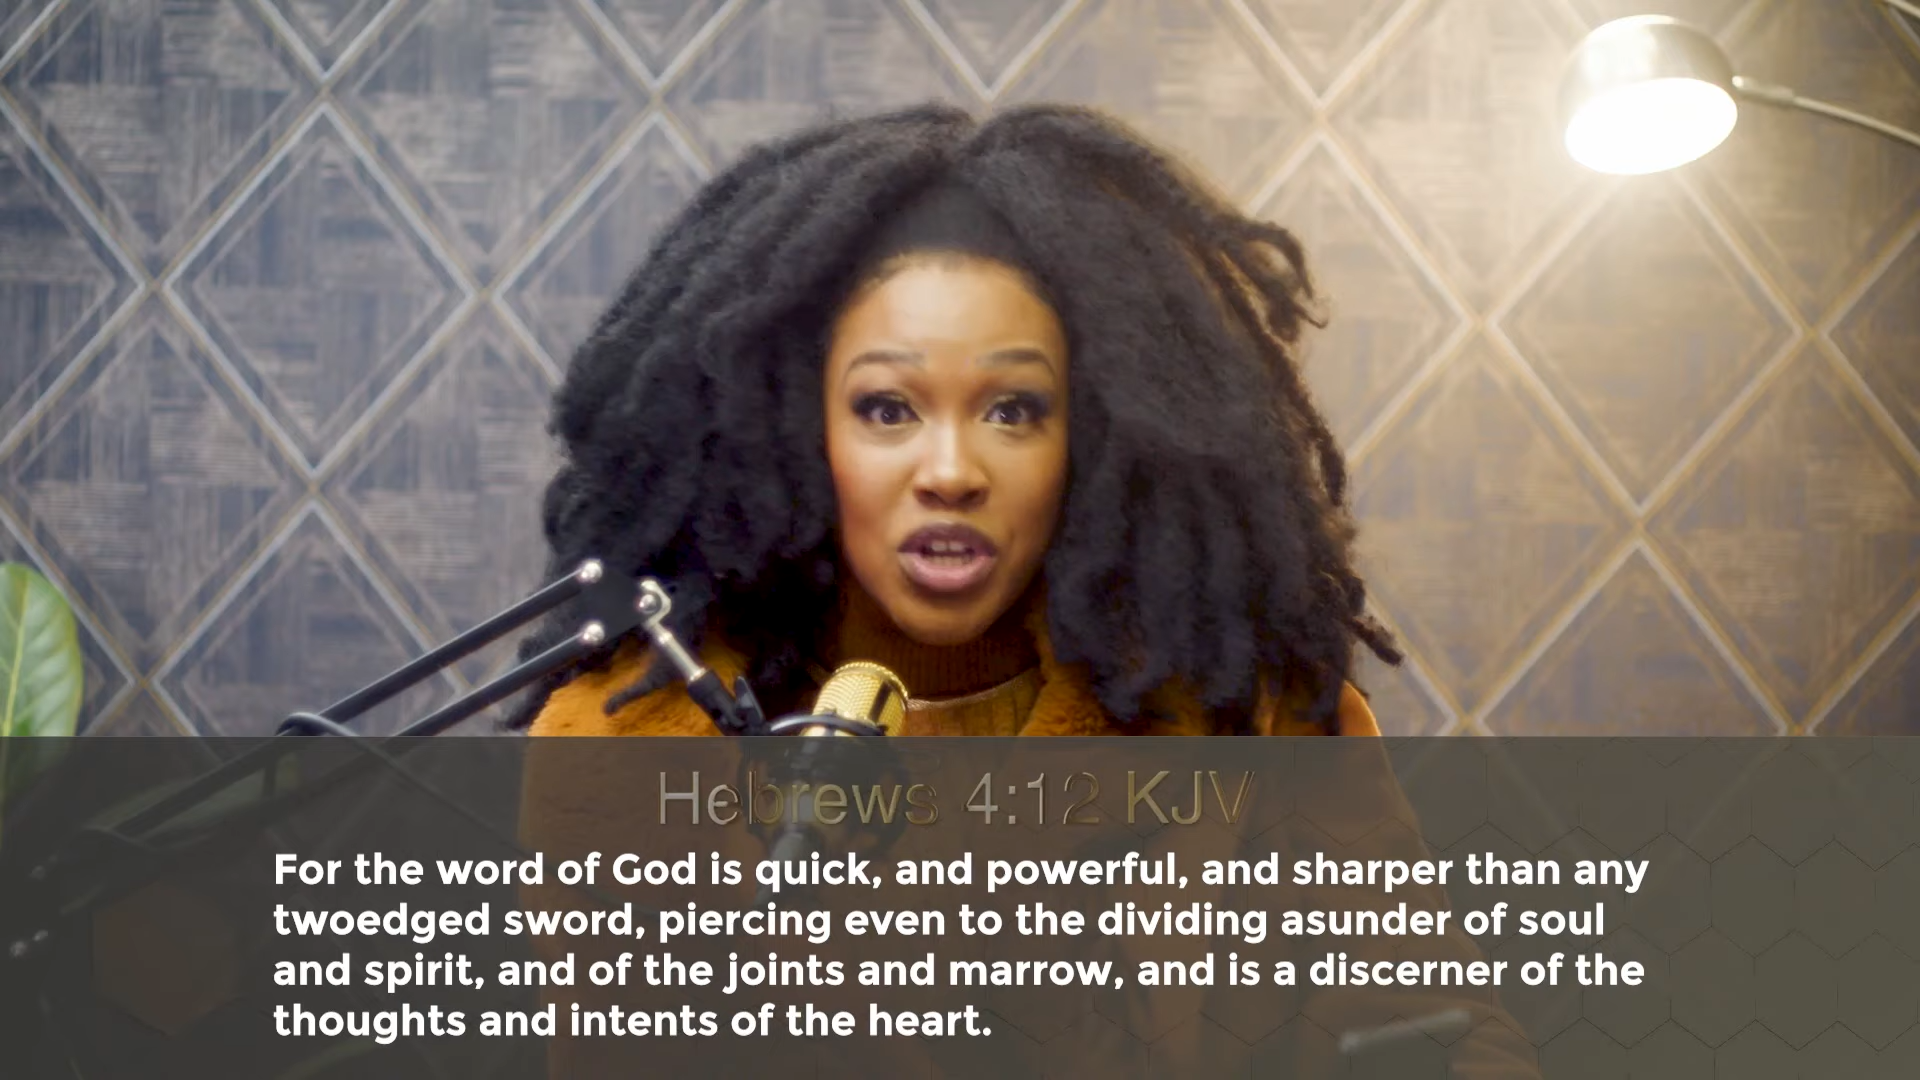 Hebrews 4:12 KJV
For the word of God is quick, and powerful, and sharper than any
twoedged sword, piercing even to the dividing asunder of soul
and spirit, and of the joints and marrow, and is a discerner of the
thoughts and intents of the heart.